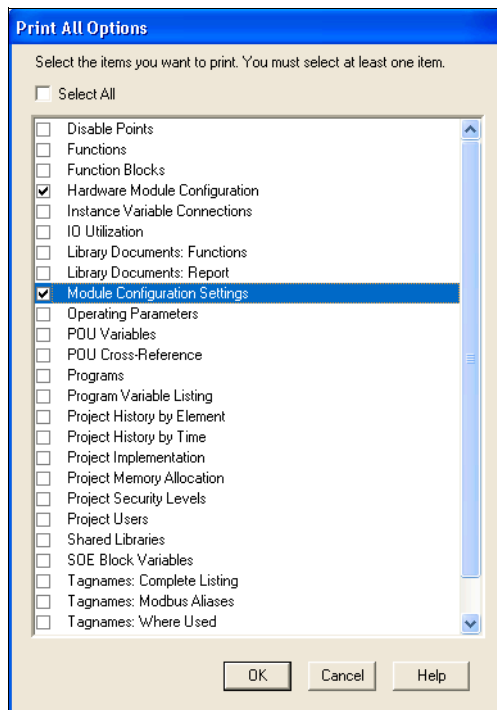 Print All Options
Select the items you want to print. You must select at least one item.
Select All
Disable Points
Functions
Function Blocks
Hardware Module Configuration
Instance Variable Connections
IO Utilization
Library Documents: Functions
Library Documents: Report
Module Configuration Settings
Operating Parameters
POU Variables
POU Cross-Reference
Programs
Program Variable Listing
Project History by Element
Project History by Time
Project Implementation
Project Memory Allocation
Project Security Levels
Project Users
Shared Libraries
SOE Block Variables
Tagnames: Complete Listing
Tagnames: Modbus Aliases
Tagnames: Where Used
OK Cancel Help